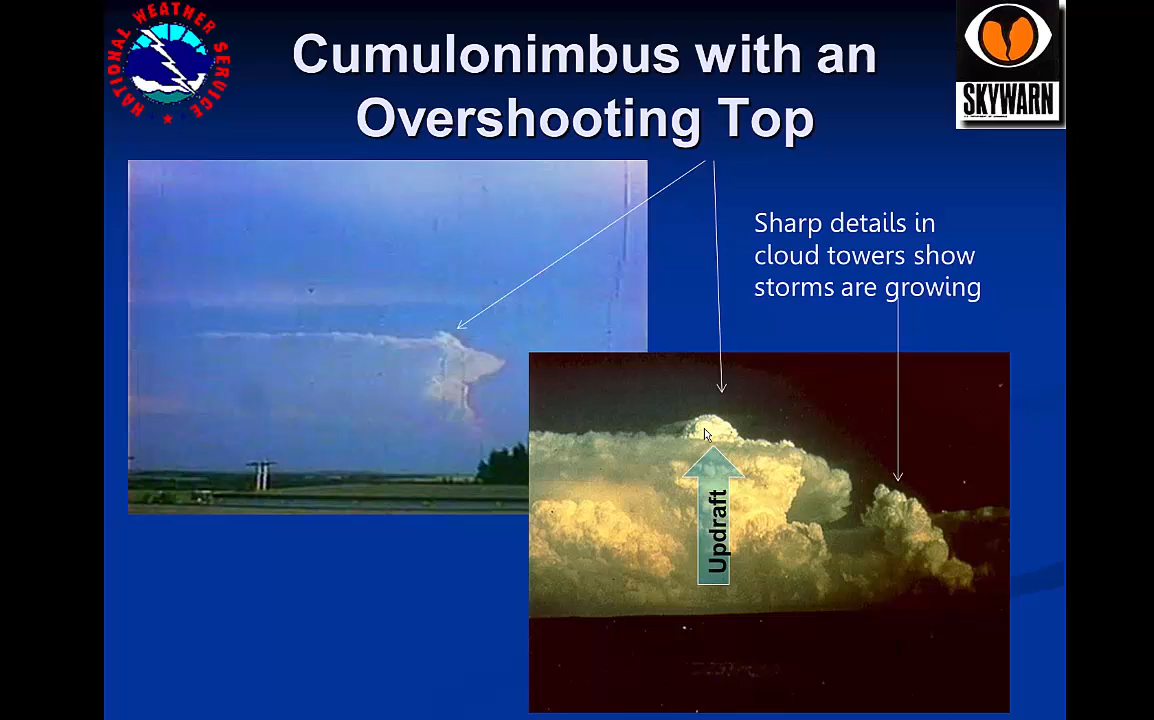 NATIONAL WEATHER SERVICE
Cumulonimbus with an
Overshooting Top
SKYWARN
Sharp details in
cloud towers show
storms are growing
Updraft